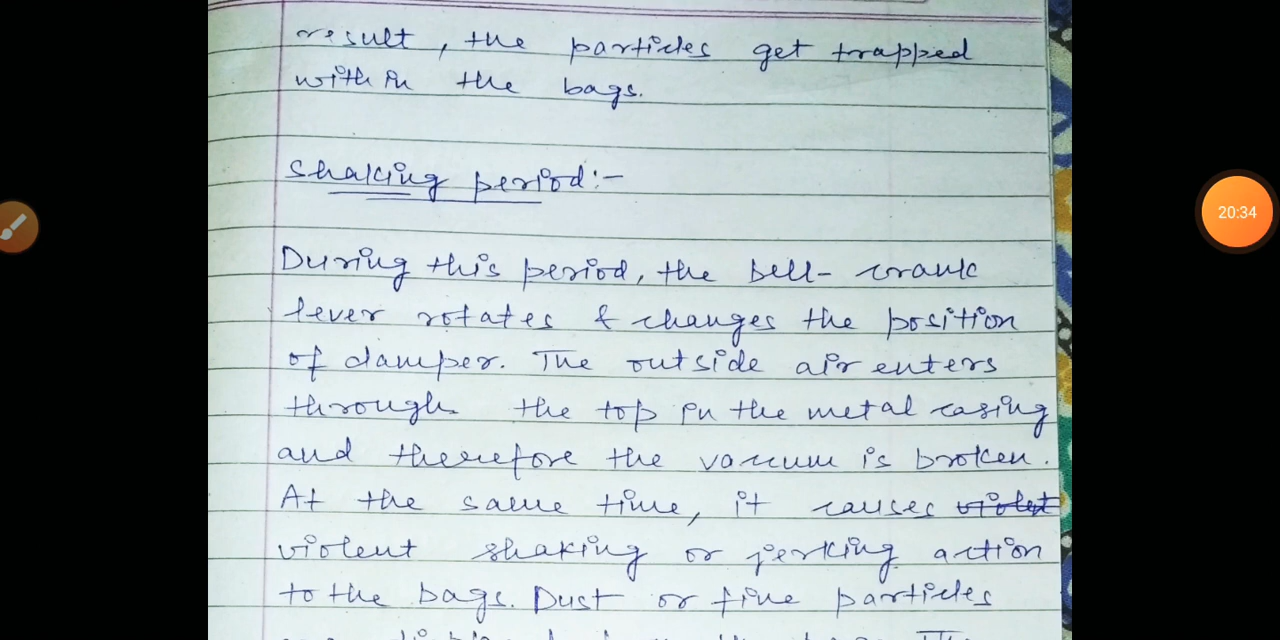 result, the particles get trapped
within the bags.
Shaking period:-
During this period, the bell-crank
lever rotates & changes the position
of damper. The outside air enters
through the top in the metal casing
and therefore the vaccum is broken.
At the same time, it causes violet
violent shaking or jerking action
to the bags. Dust or fine particles
20:34